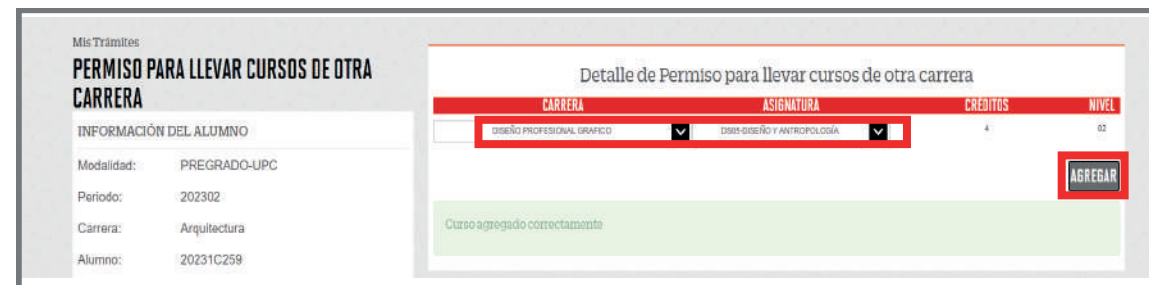 Mis Trámites
PERMISO PARA LLEVAR CURSOS DE OTRA
CARRERA
INFORMACIÓN DEL ALUMNO
Modalidad: PREGRADO-UPC
Periodo: 202302
Carrera: Arquitectura
Alumno: 20231C259
Detalle de Permiso para llevar cursos de otra carrera
CARRERA ASIGNATURA CRÉDITOS NIVEL
DISEÑO PROFESIONAL GRAFICO DS05-DISEÑO Y ANTROPOLOGÍA 4 02
AGREGAR
Curso agregado correctamente